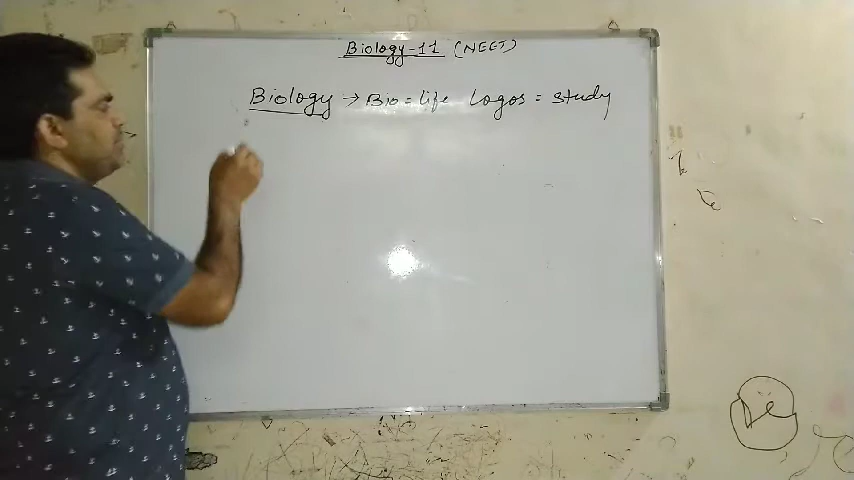 Biology-11 (NEET)
Biology → Bio = life Logos = study